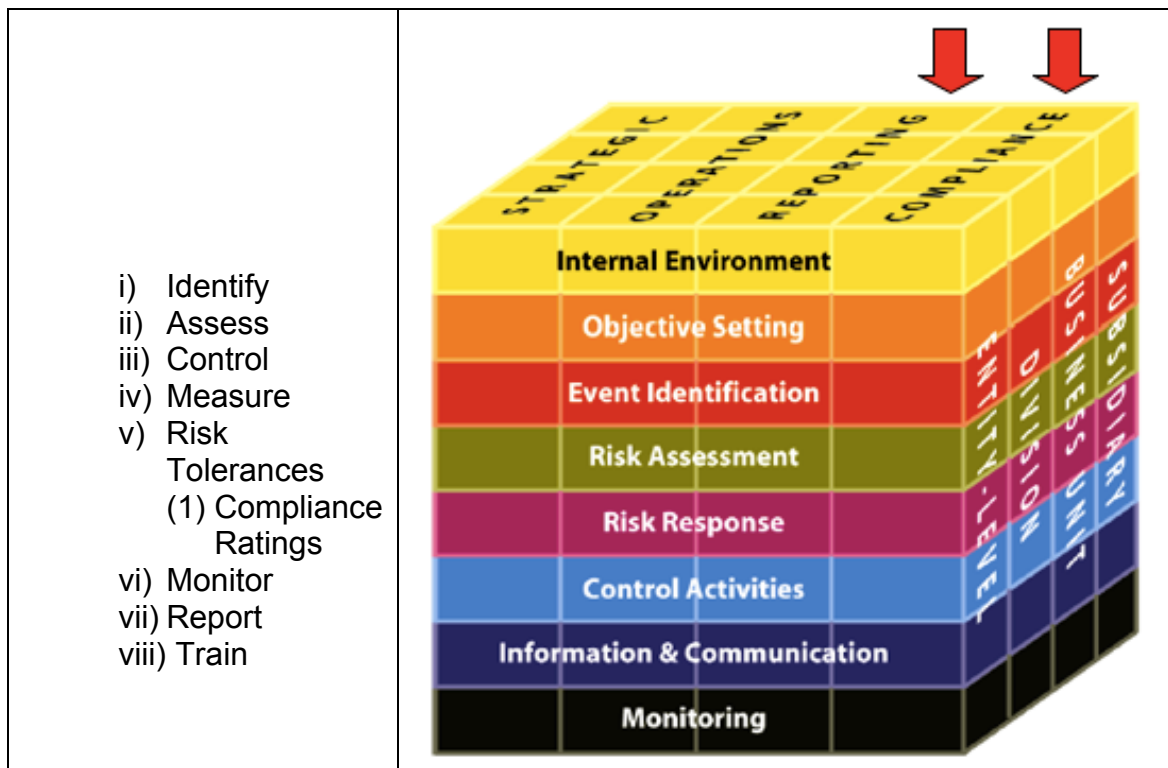 i) Identify
ii) Assess
iii) Control
iv) Measure
v) Risk
Tolerances
(1) Compliance
Ratings
vi) Monitor
vii) Report
viii) Train
STRATEGIC
OPERATIONS
REPORTING
COMPLIANCE
Internal Environment
Objective Setting
Event Identification
Risk Assessment
Risk Response
Control Activities
Information & Communication
Monitoring
ENTITY-LEVEL
DIVISION
BUSINESS UNIT
SUBSIDIARY